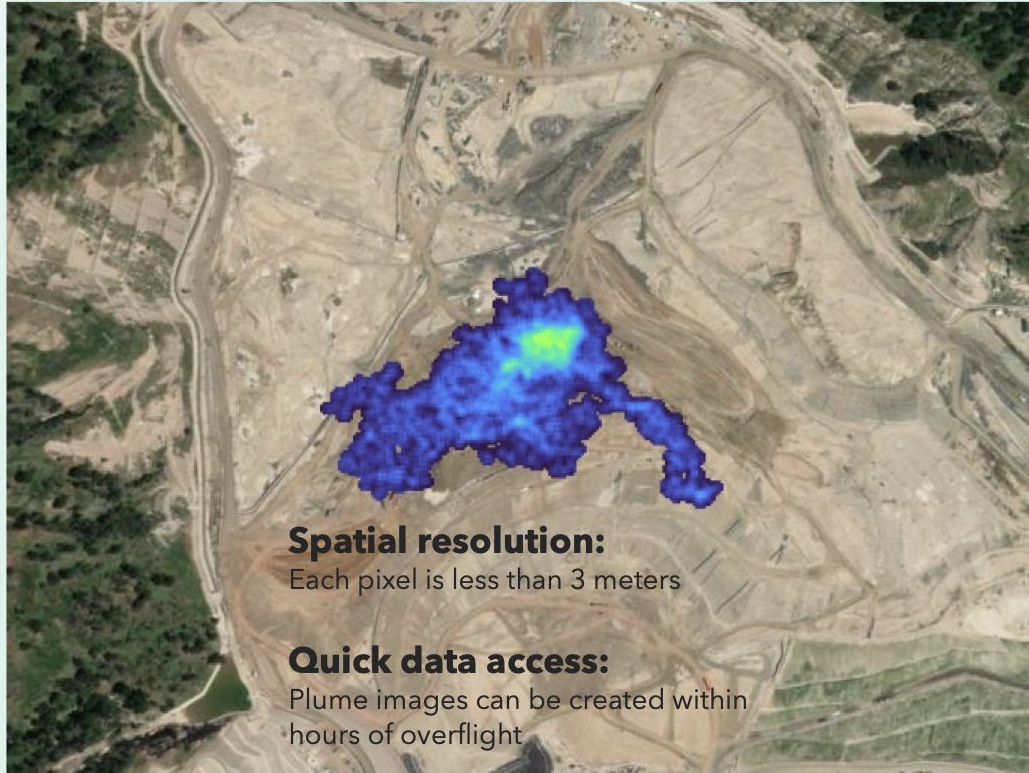 Spatial resolution:
Each pixel is less than 3 meters
Quick data access:
Plume images can be created within
hours of overflight